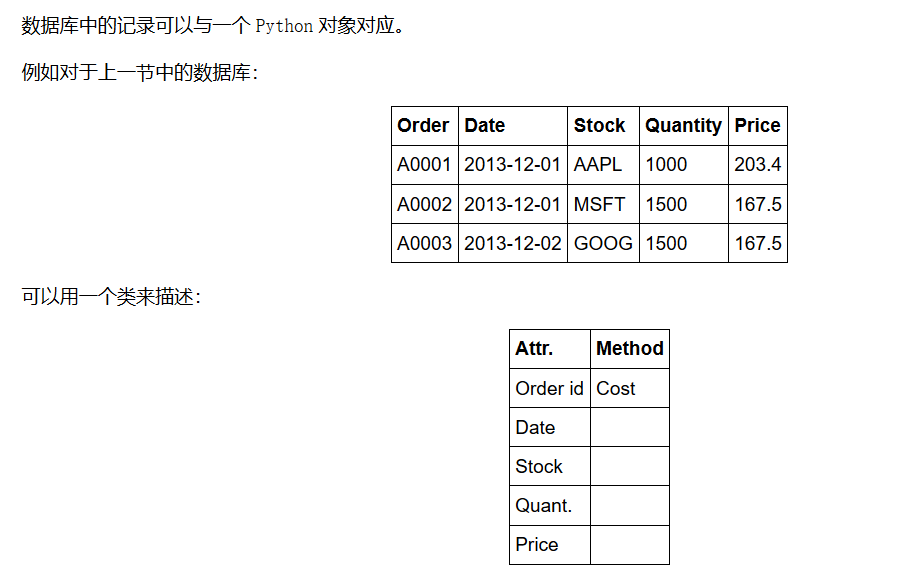 数据库中的记录可以与一个 Python 对象对应。
例如对于上一节中的数据库：
Order Date Stock Quantity Price
A0001 2013-12-01 AAPL 1000 203.4
A0002 2013-12-01 MSFT 1500 167.5
A0003 2013-12-02 GOOG 1500 167.5
可以用一个类来描述：
Attr. Method
Order id Cost
Date
Stock
Quant.
Price